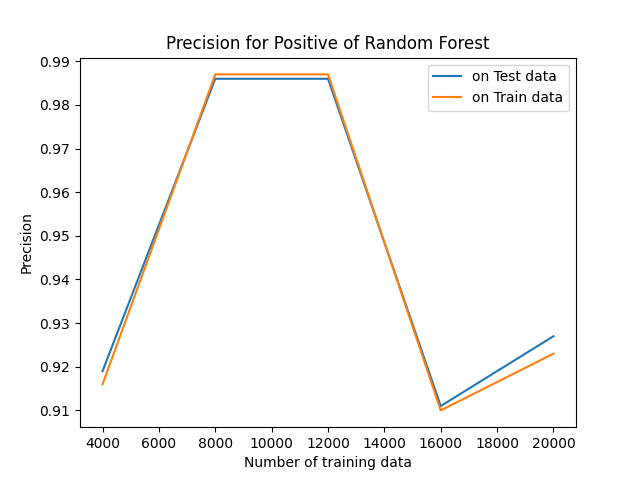 Precision for Positive of Random Forest
on Test data
on Train data
0.99
0.98
0.97
0.96
0.95
0.94
0.93
0.92
0.91
Precision
4000 6000 8000 10000 12000 14000 16000 18000 20000
Number of training data